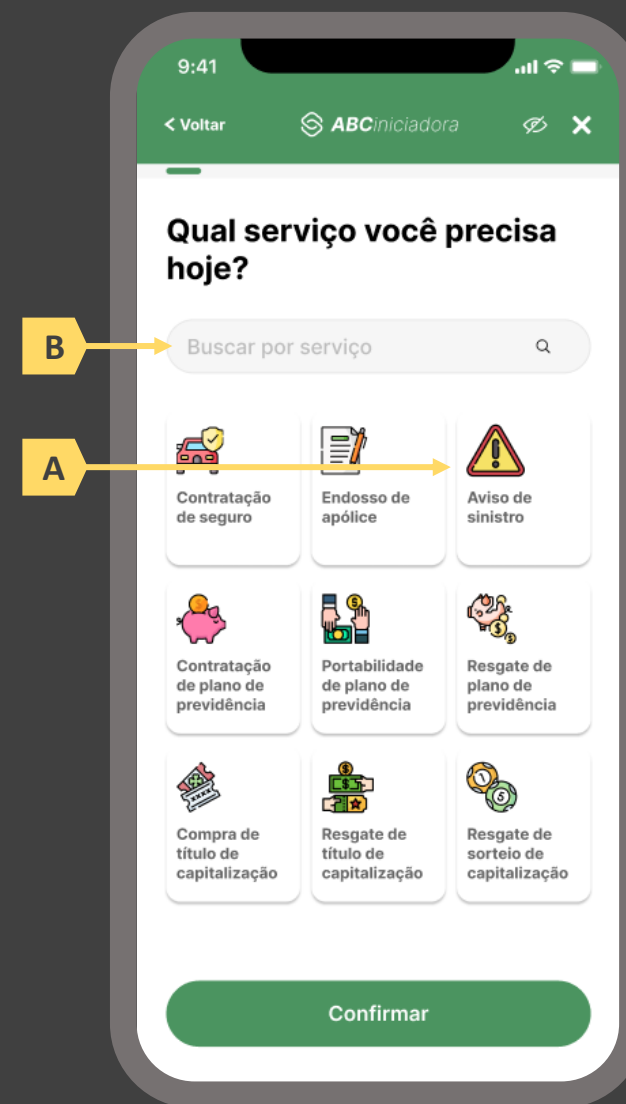 9:41
< Voltar
ABCiniciadora
Qual serviço você precisa
hoje?
B
Buscar por serviço
A
Contratação
de seguro
Endosso de
apólice
Aviso de
sinistro
Contratação
de plano de
previdência
Portabilidade
de plano de
previdência
Resgate de
plano de
previdência
Compra de
título de
capitalização
Resgate de
título de
capitalização
Resgate de
sorteio de
capitalização
Confirmar